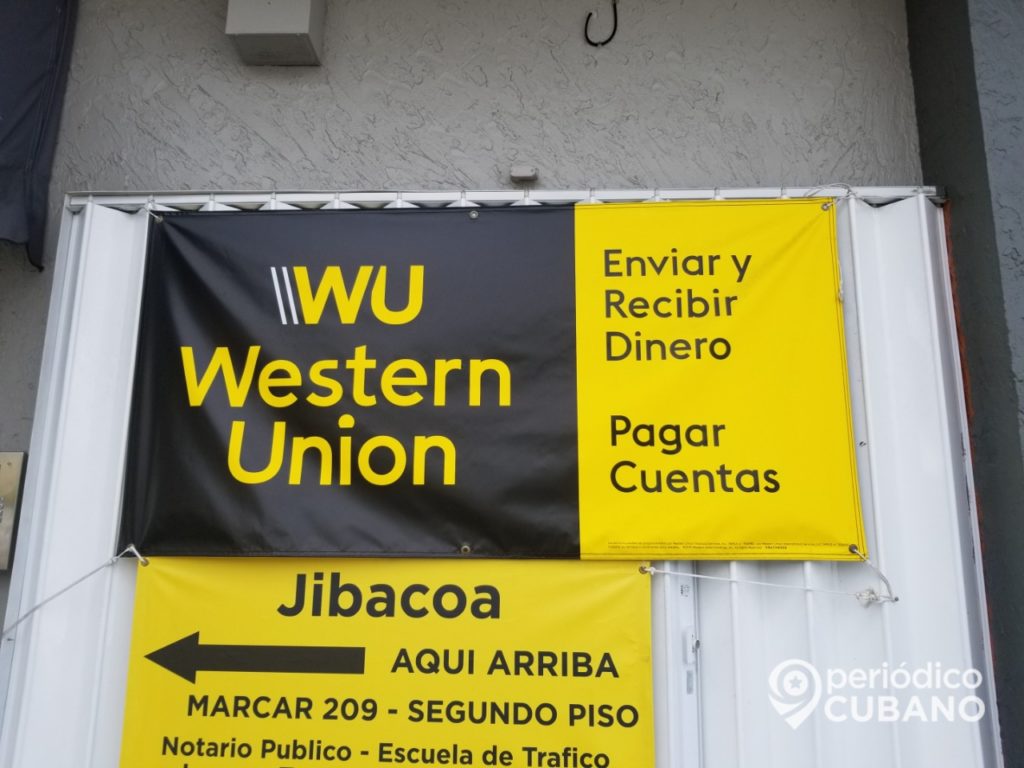 WU
Western
Union
Enviar y
Recibir
Dinero
Pagar
Cuentas
Jibacoa
AQUI ARRIBA
MARCAR 209 - SEGUNDO PISO
Notario Publico - Escuela de Trafico
periódico
CUBANO